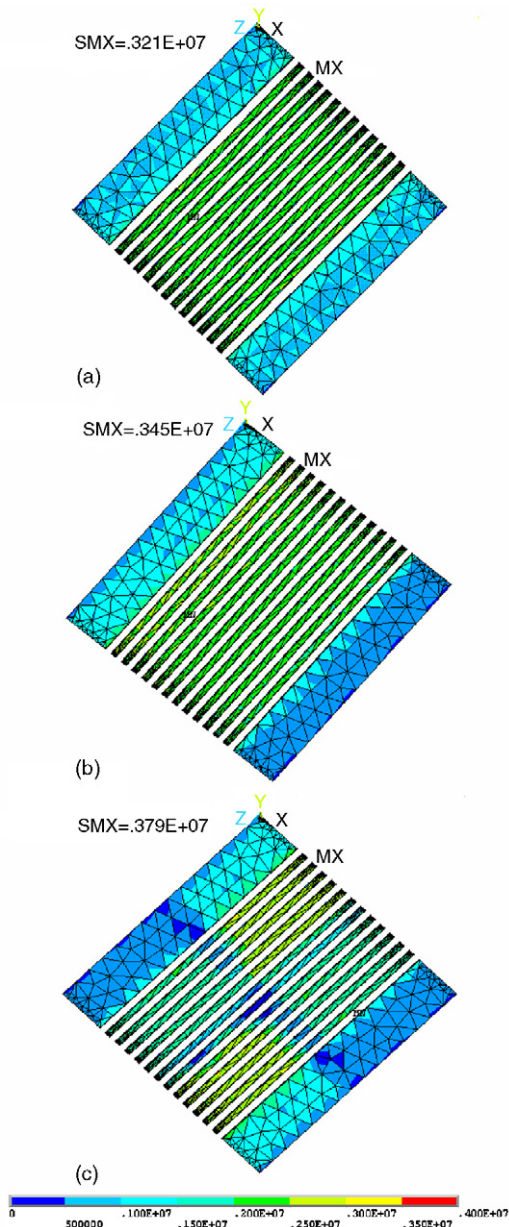 Y
Z X
SMX=.321E+07
MX
(a)
Y
SMX=.345E+07 Z X
MX
(b)
Y
SMX=.379E+07 Z X
MX
(c)
0 .100E+07 .200E+07 .300E+07 .400E+07
500000 .150E+07 .250E+07 .350E+07